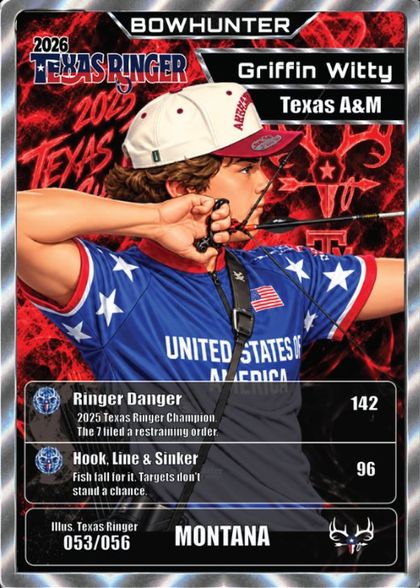 BOWHUNTER
2026
TEXAS RINGER
Griffin Witty
Texas A&M
2025
TEXAS
UNITED STATES OF
AMERICA
Ringer Danger
142
2025 Texas Ringer Champion.
The 7 filed a restraining order.
Hook, Line & Sinker
96
Fish fall for it. Targets don't
stand a chance.
Illus. Texas Ringer
053/056
MONTANA